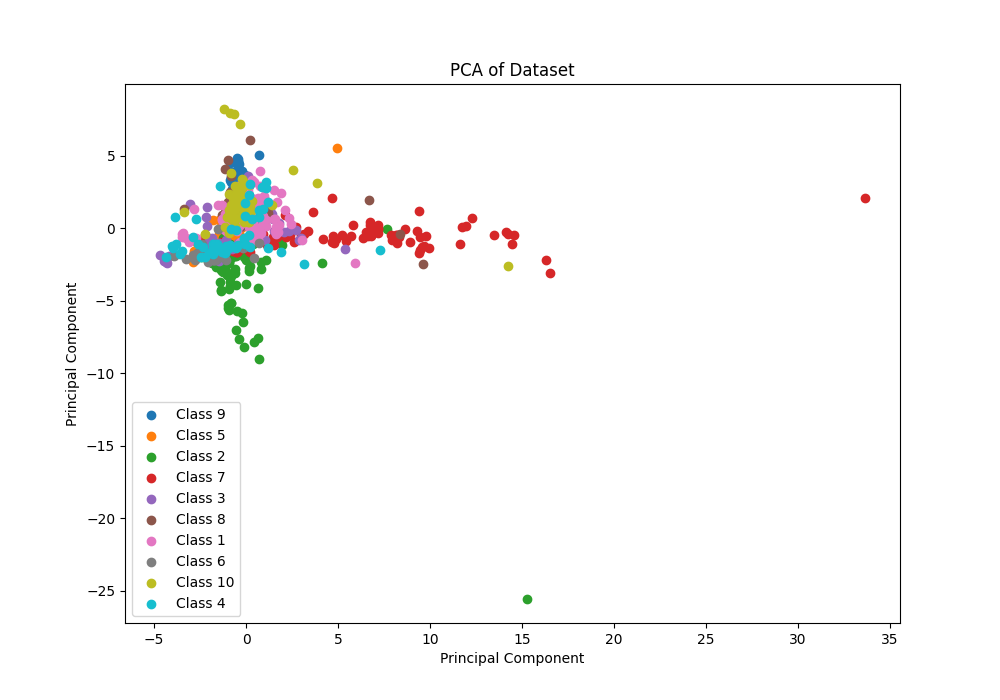 PCA of Dataset
Principal Component
5
0
−5
−10
−15
−20
−25
Class 9
Class 5
Class 2
Class 7
Class 3
Class 8
Class 1
Class 6
Class 10
Class 4
−5 0 5 10 15 20 25 30 35
Principal Component